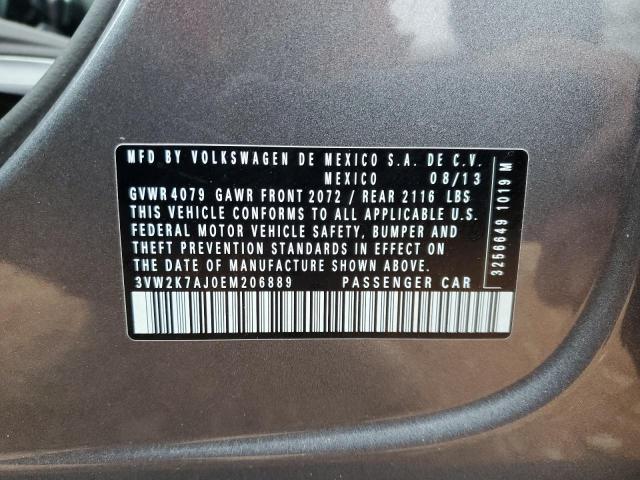 MFD BY VOLKSWAGEN DE MEXICO S.A. DE C.V.
MEXICO 08/13
GVWR 4079 GAWR FRONT 2072 / REAR 2116 LBS
THIS VEHICLE CONFORMS TO ALL APPLICABLE U.S.
FEDERAL MOTOR VEHICLE SAFETY, BUMPER AND
THEFT PREVENTION STANDARDS IN EFFECT ON
THE DATE OF MANUFACTURE SHOWN ABOVE.
3VW2K7AJ0EM206889 PASSENGER CAR
3256649 1019 M